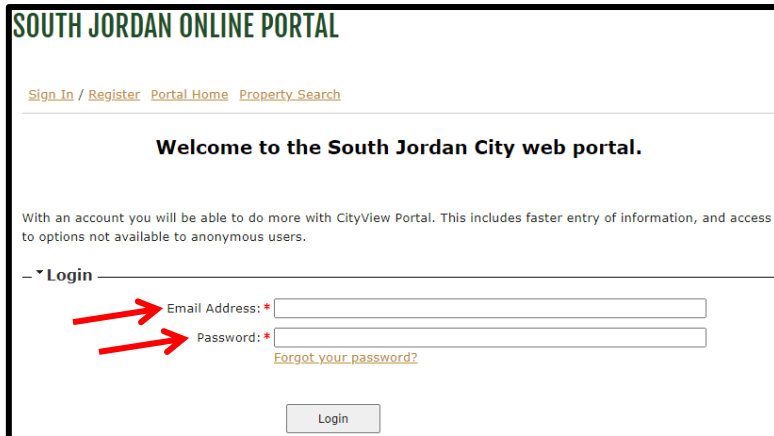 SOUTH JORDAN ONLINE PORTAL
Sign In / Register Portal Home Property Search
Welcome to the South Jordan City web portal.
With an account you will be able to do more with CityView Portal. This includes faster entry of information, and access
to options not available to anonymous users.
Login
Email Address: *
Password: *
Forgot your password?
Login